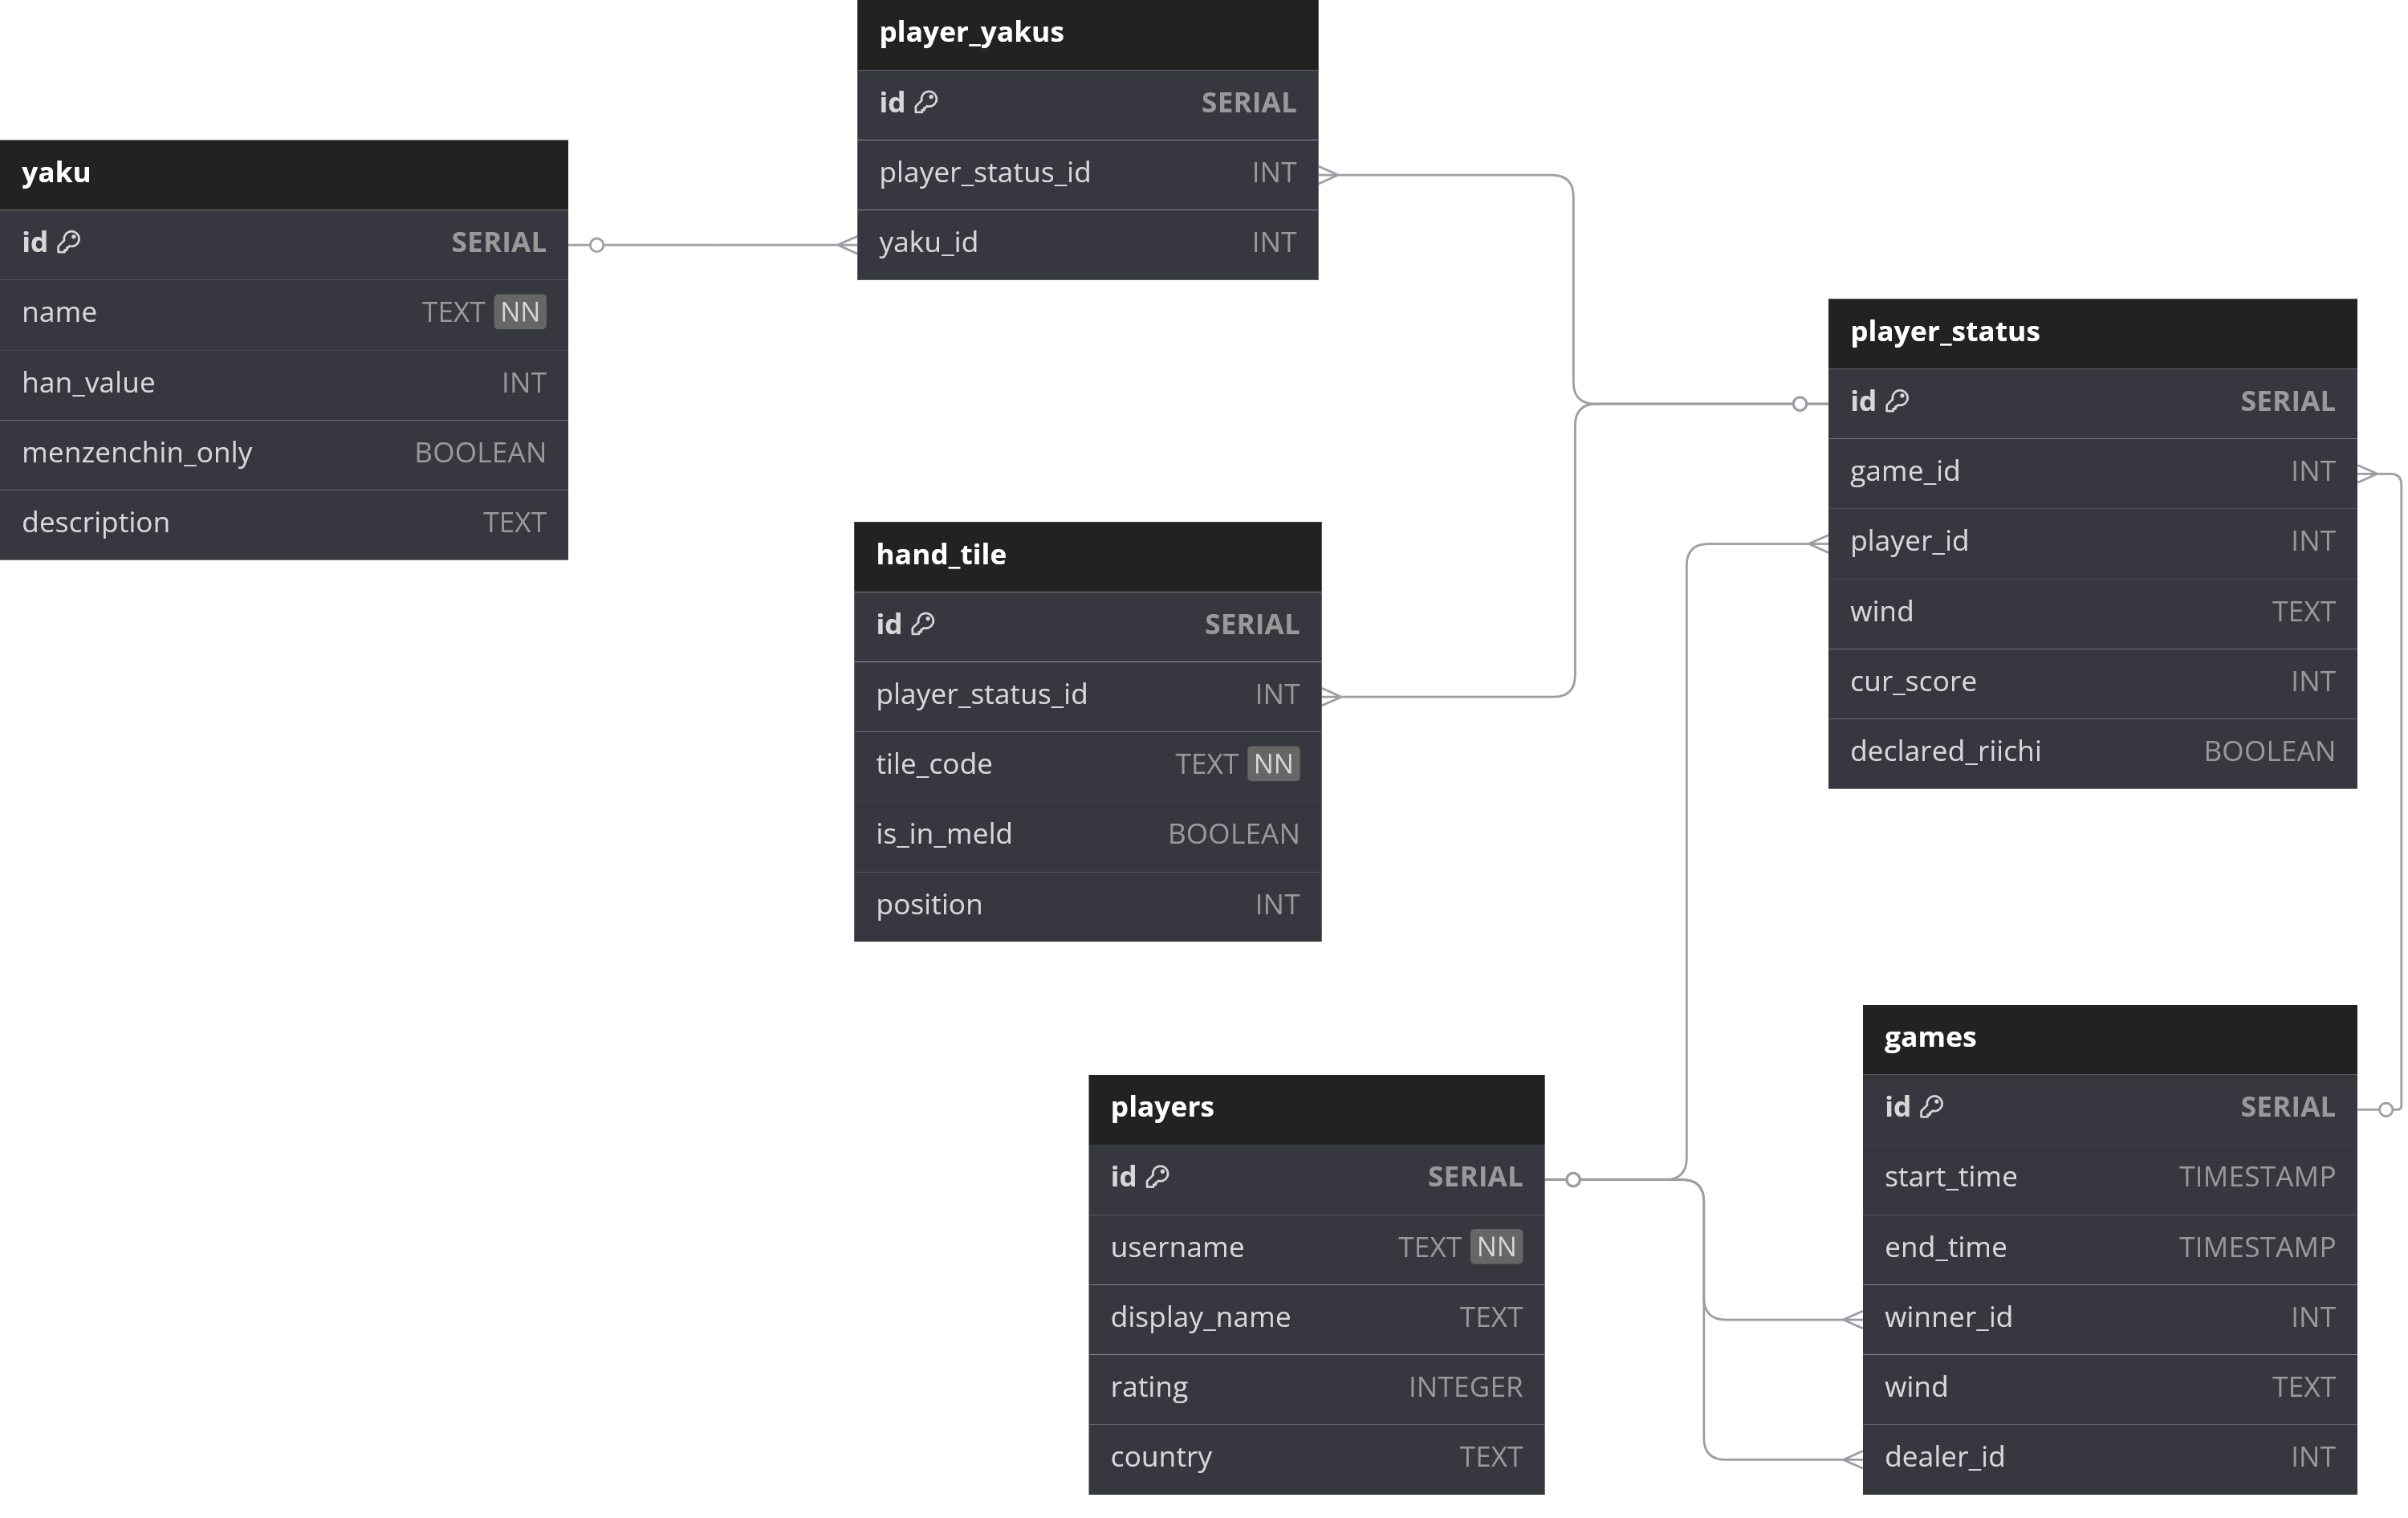 player_yakus
id SERIAL
player_status_id INT
yaku_id INT
yaku
id SERIAL
name TEXT NN
han_value INT
menzenchin_only BOOLEAN
description TEXT
player_status
id SERIAL
game_id INT
player_id INT
wind TEXT
cur_score INT
declared_riichi BOOLEAN
hand_tile
id SERIAL
player_status_id INT
tile_code TEXT NN
is_in_meld BOOLEAN
position INT
players
id SERIAL
username TEXT NN
display_name TEXT
rating INTEGER
country TEXT
games
id SERIAL
start_time TIMESTAMP
end_time TIMESTAMP
winner_id INT
wind TEXT
dealer_id INT